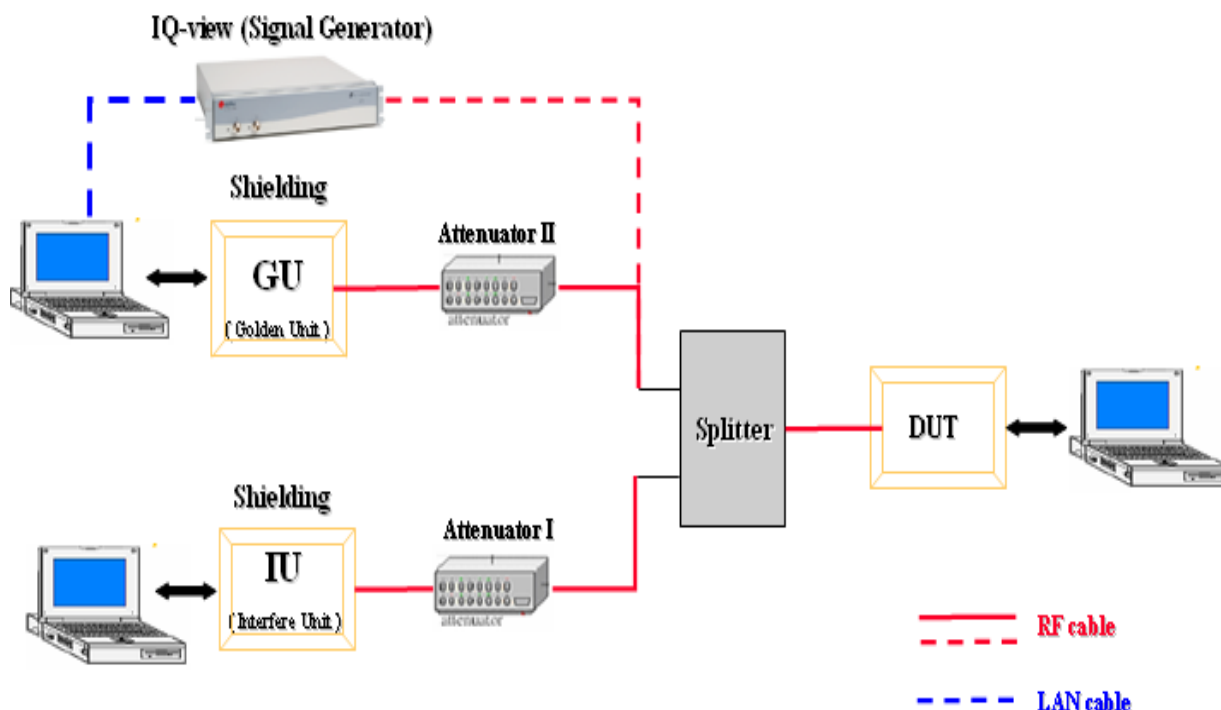 IQ-view (Signal Generator)
Shielding
GU
( Golden Unit )
Attenuator II
attenuator
Splitter
DUT
Shielding
IU
( Interfere Unit )
Attenuator I
attenuator
RF cable
LAN cable